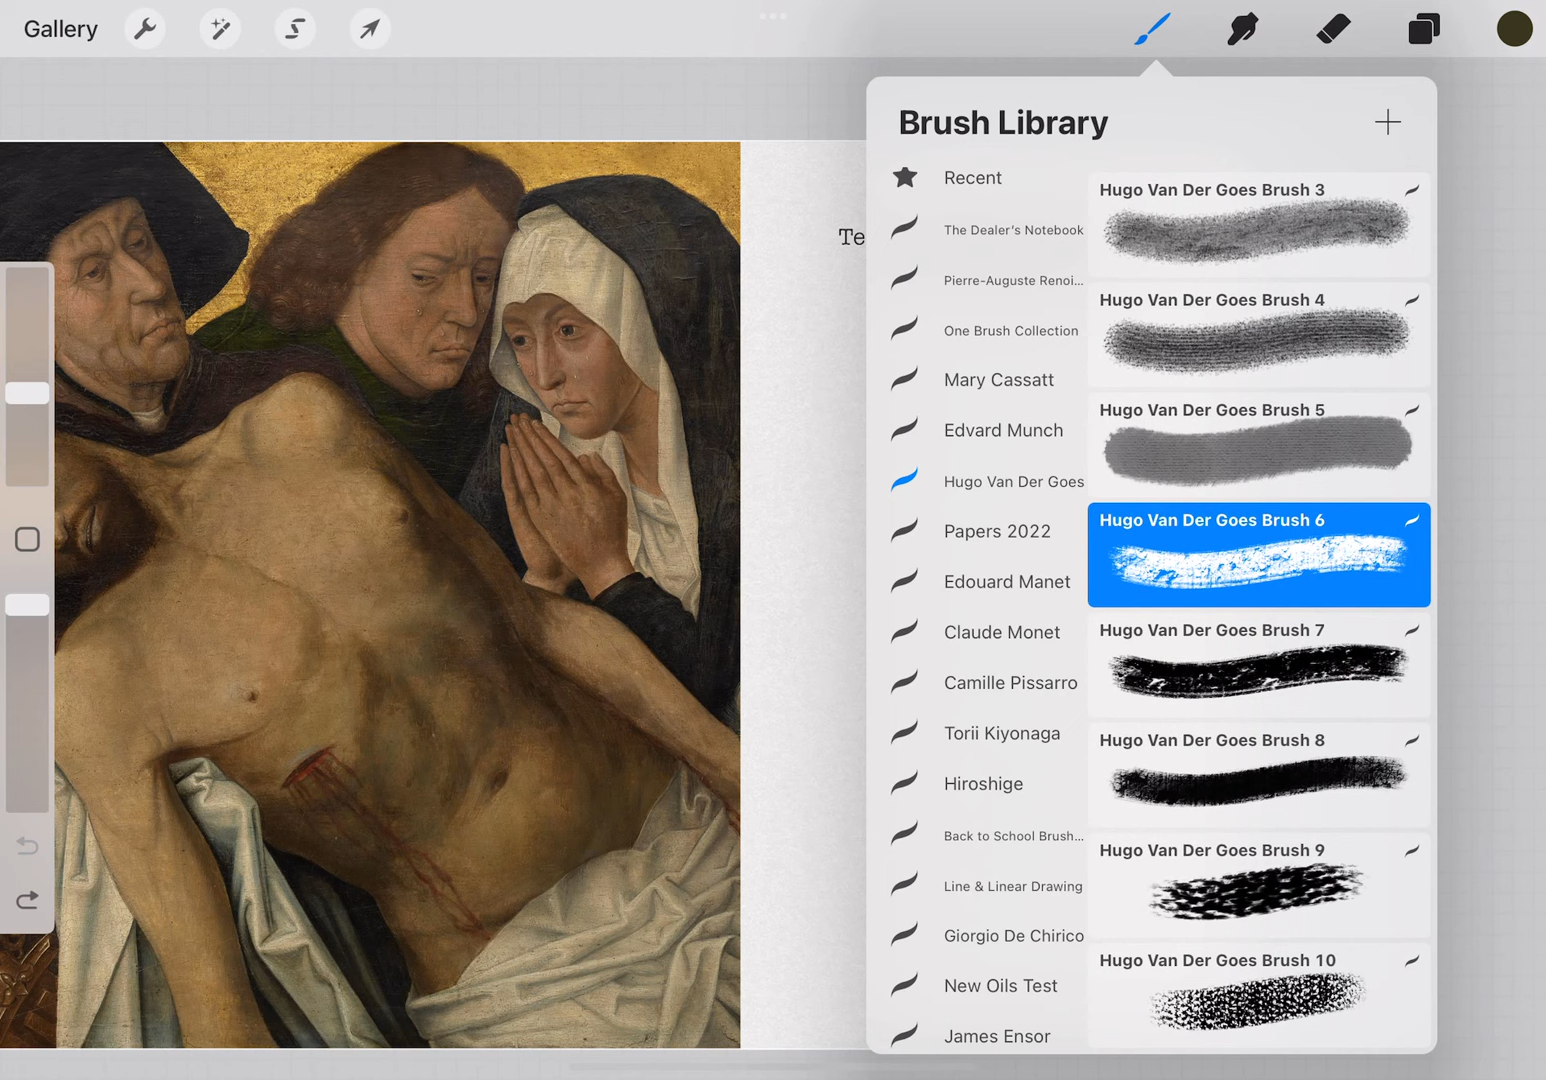 Gallery
Brush Library
Recent
The Dealer's Notebook
Pierre-Auguste Renoi...
One Brush Collection
Mary Cassatt
Edvard Munch
Hugo Van Der Goes
Papers 2022
Edouard Manet
Claude Monet
Camille Pissarro
Torii Kiyonaga
Hiroshige
Back to School Brush...
Line & Linear Drawing
Giorgio De Chirico
New Oils Test
James Ensor
Hugo Van Der Goes Brush 3
Hugo Van Der Goes Brush 4
Hugo Van Der Goes Brush 5
Hugo Van Der Goes Brush 6
Hugo Van Der Goes Brush 7
Hugo Van Der Goes Brush 8
Hugo Van Der Goes Brush 9
Hugo Van Der Goes Brush 10
Te